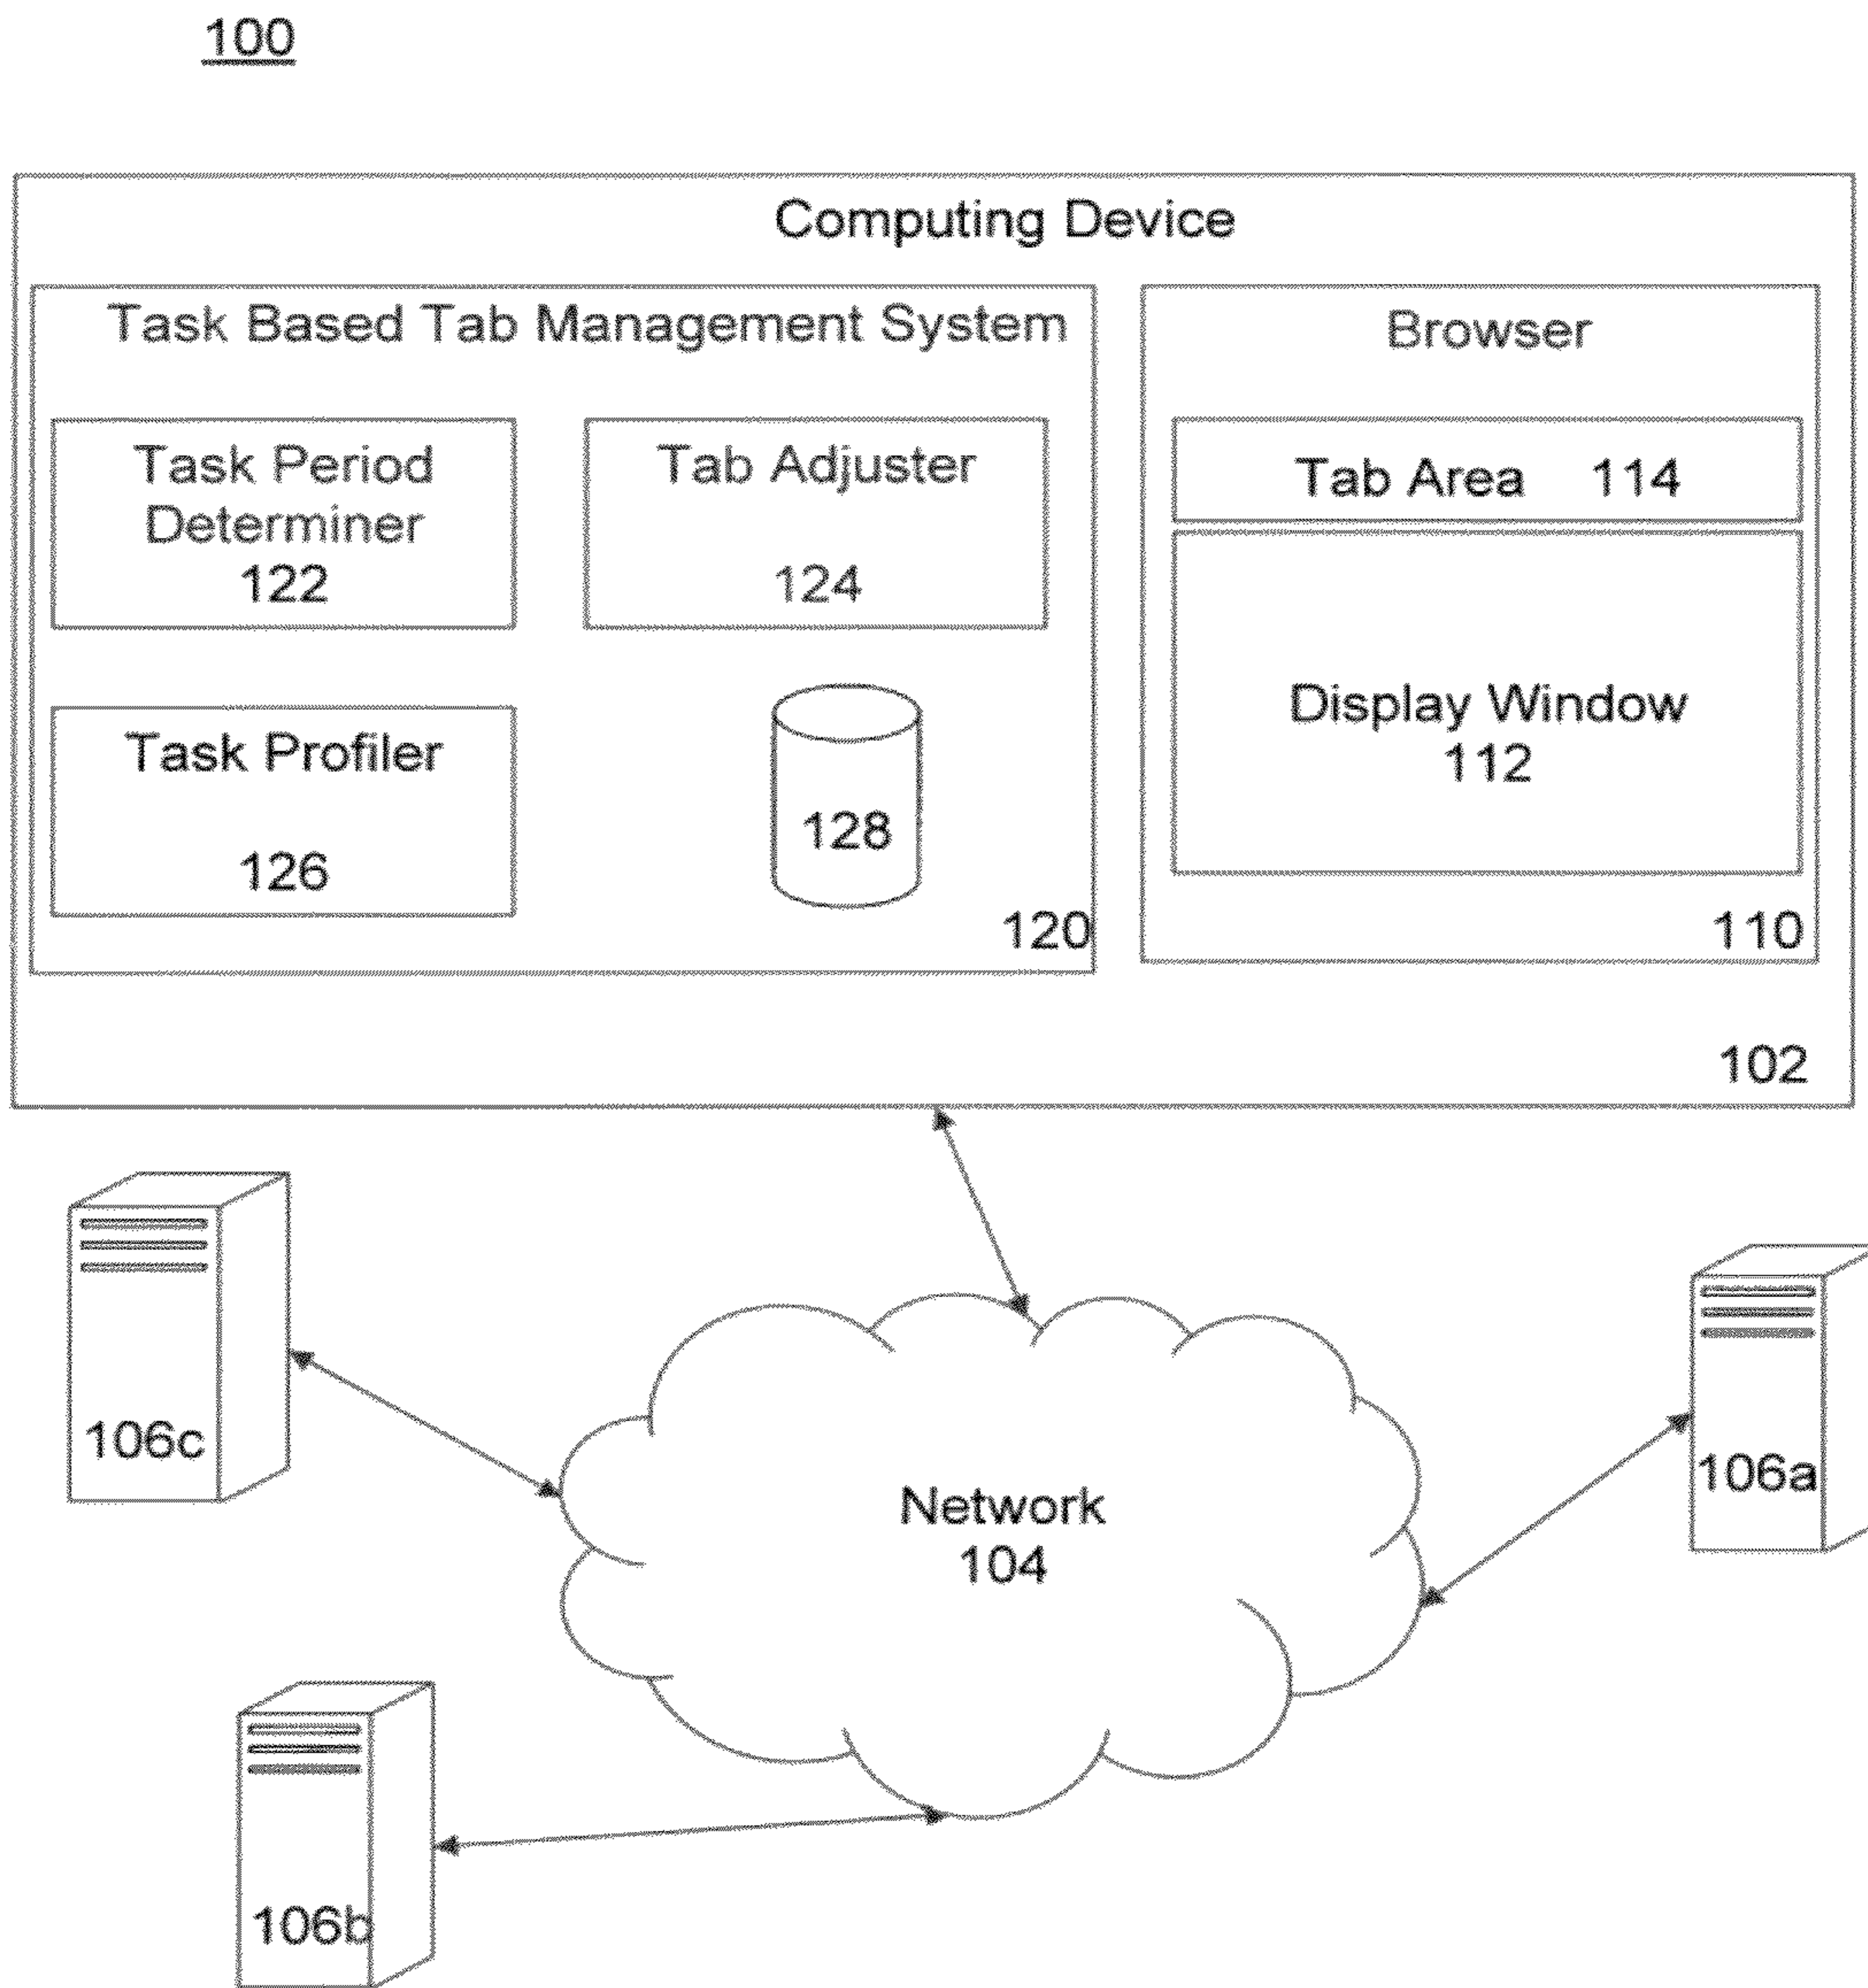 100
Computing Device
Task Based Tab Management System
Task Period
Determiner
122
Tab Adjuster
124
Task Profiler
126
128
120
Browser
Tab Area 114
Display Window
112
110
102
106c
106a
Network
104
106b